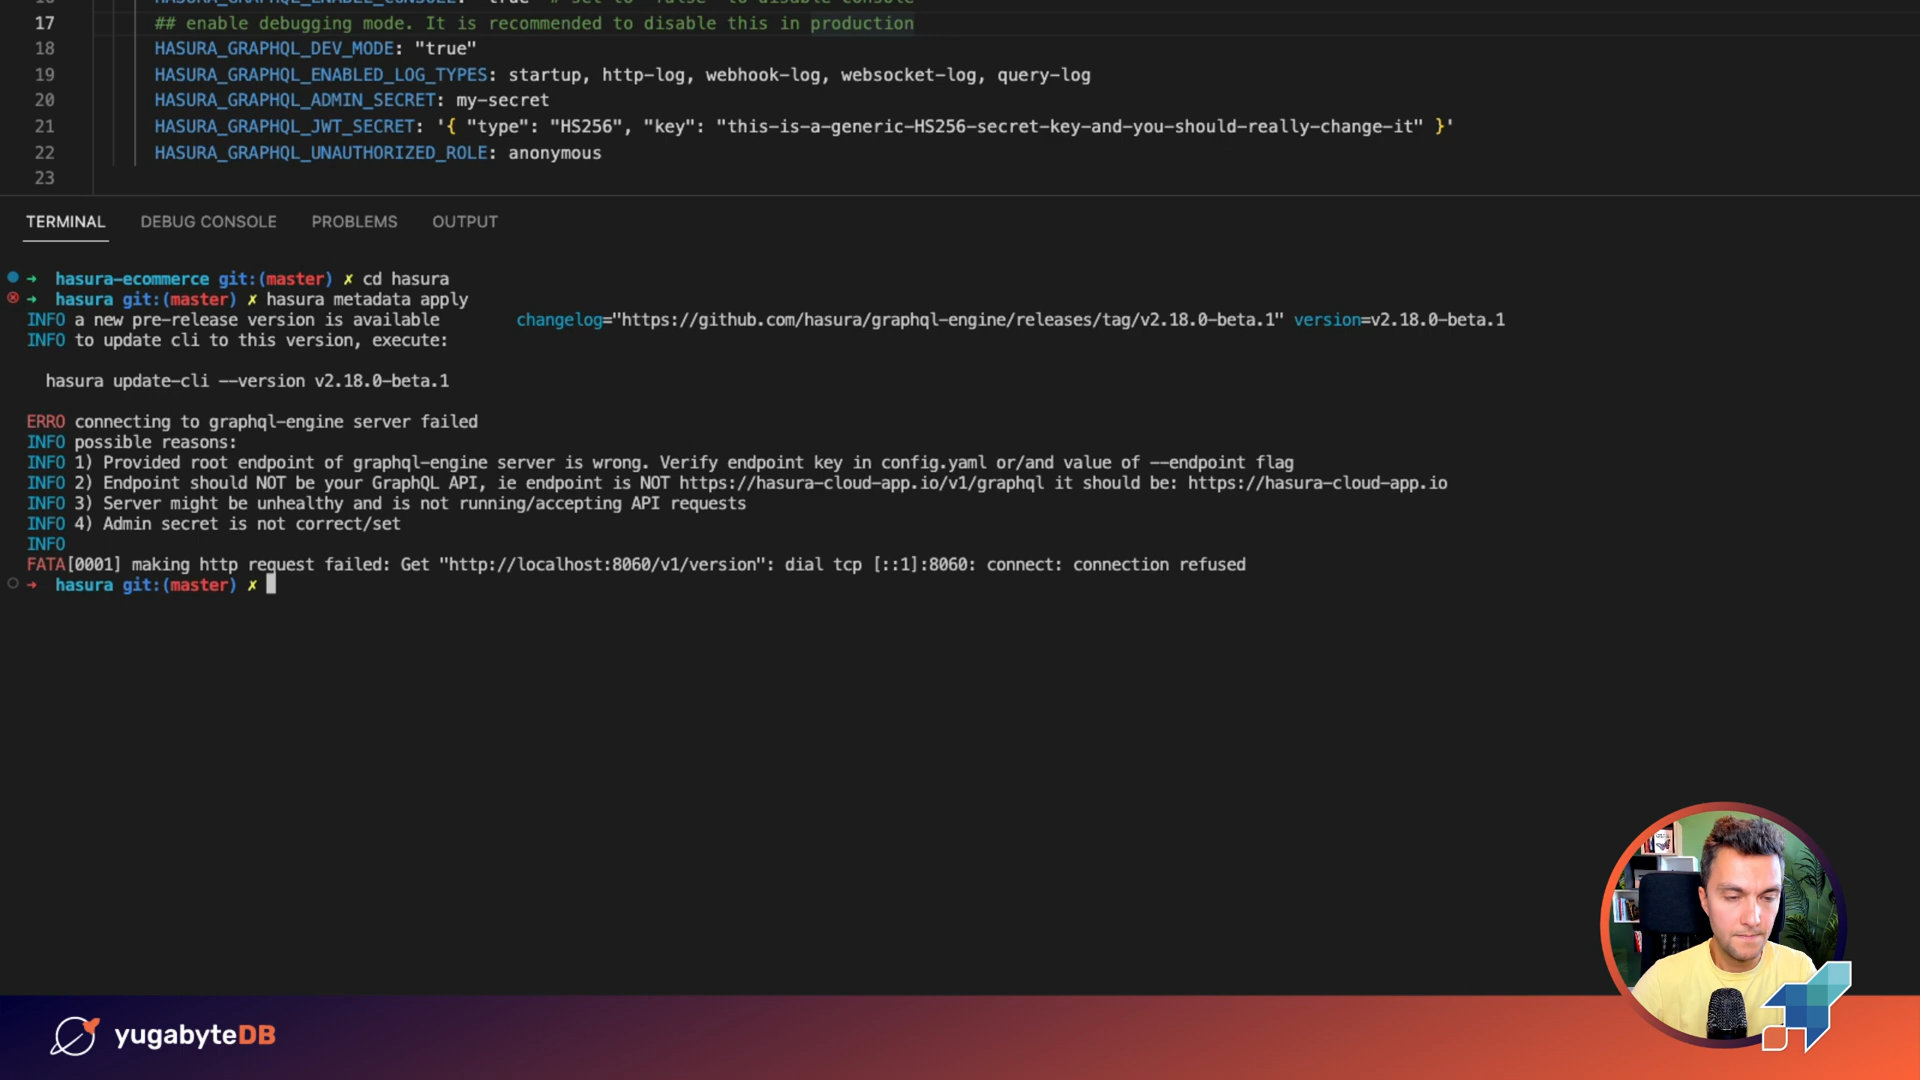 17 ## enable debugging mode. It is recommended to disable this in production
18 HASURA_GRAPHQL_DEV_MODE: "true"
19 HASURA_GRAPHQL_ENABLED_LOG_TYPES: startup, http-log, webhook-log, websocket-log, query-log
20 HASURA_GRAPHQL_ADMIN_SECRET: my-secret
21 HASURA_GRAPHQL_JWT_SECRET: '{ "type": "HS256", "key": "this-is-a-generic-HS256-secret-key-and-you-should-really-change-it" }'
22 HASURA_GRAPHQL_UNAUTHORIZED_ROLE: anonymous
23
TERMINAL DEBUG CONSOLE PROBLEMS OUTPUT
➜ hasura-ecommerce git:(master) ✗ cd hasura
➜ hasura git:(master) ✗ hasura metadata apply
INFO a new pre-release version is available changelog="https://github.com/hasura/graphql-engine/releases/tag/v2.18.0-beta.1" version=v2.18.0-beta.1
INFO to update cli to this version, execute:
hasura update-cli --version v2.18.0-beta.1
ERRO connecting to graphql-engine server failed
INFO possible reasons:
INFO 1) Provided root endpoint of graphql-engine server is wrong. Verify endpoint key in config.yaml or/and value of --endpoint flag
INFO 2) Endpoint should NOT be your GraphQL API, ie endpoint is NOT https://hasura-cloud-app.io/v1/graphql it should be: https://hasura-cloud-app.io
INFO 3) Server might be unhealthy and is not running/accepting API requests
INFO 4) Admin secret is not correct/set
INFO
FATA[0001] making http request failed: Get "http://localhost:8060/v1/version": dial tcp [::1]:8060: connect: connection refused
➜ hasura git:(master) ✗
yugabyteDB